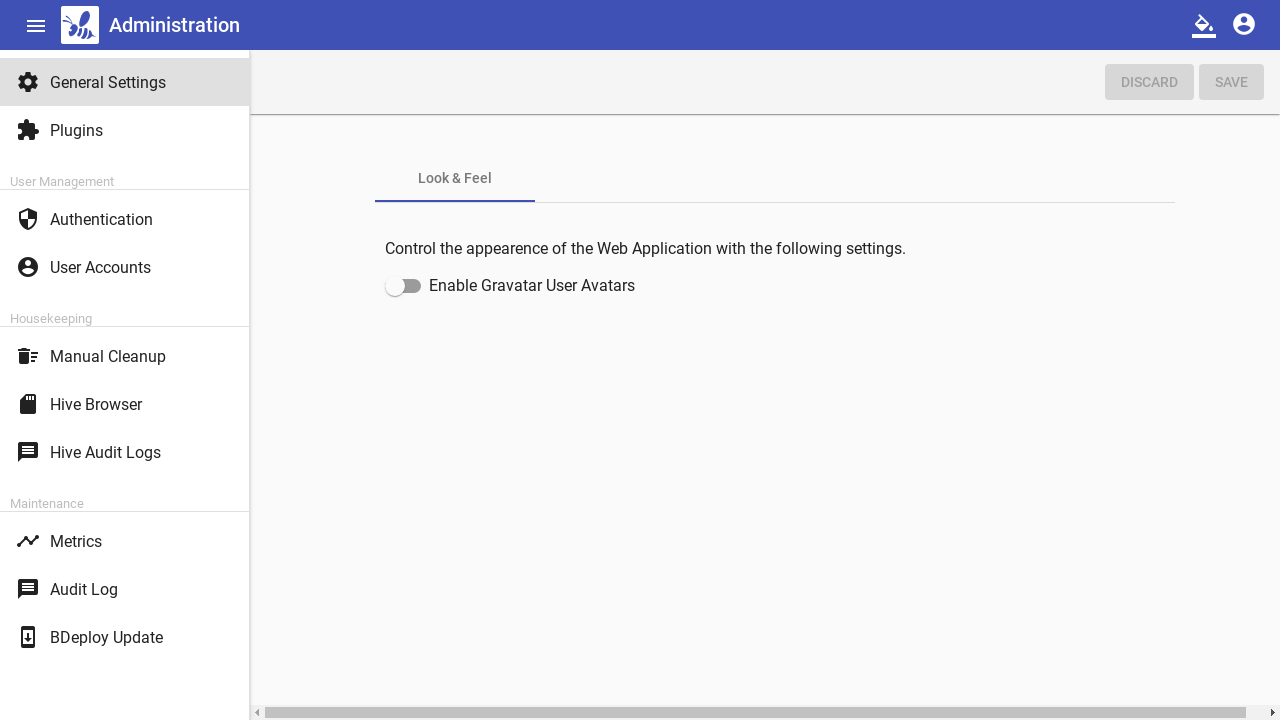 Administration
General Settings
Plugins
User Management
Authentication
User Accounts
Housekeeping
Manual Cleanup
Hive Browser
Hive Audit Logs
Maintenance
Metrics
Audit Log
BDeploy Update
DISCARD
SAVE
Look & Feel
Control the appearence of the Web Application with the following settings.
Enable Gravatar User Avatars